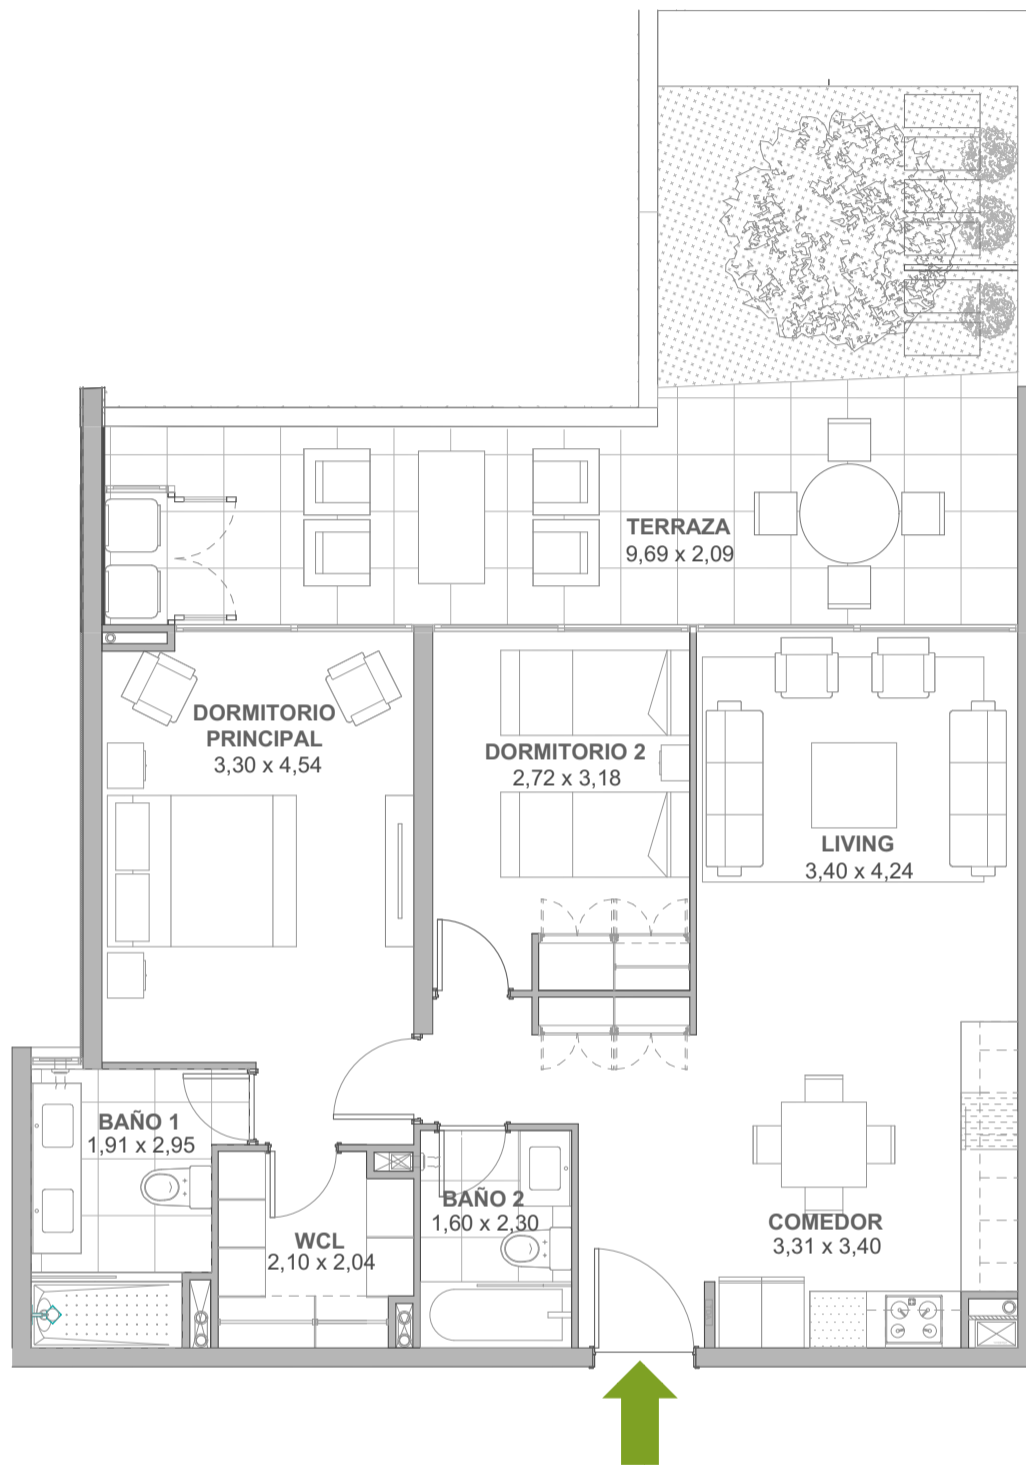 TERRAZA
9,69 x 2,09
DORMITORIO
PRINCIPAL
3,30 x 4,54
DORMITORIO 2
2,72 x 3,18
LIVING
3,40 x 4,24
BAÑO 1
1,91 x 2,95
WCL
2,10 x 2,04
BAÑO 2
1,60 x 2,30
COMEDOR
3,31 x 3,40